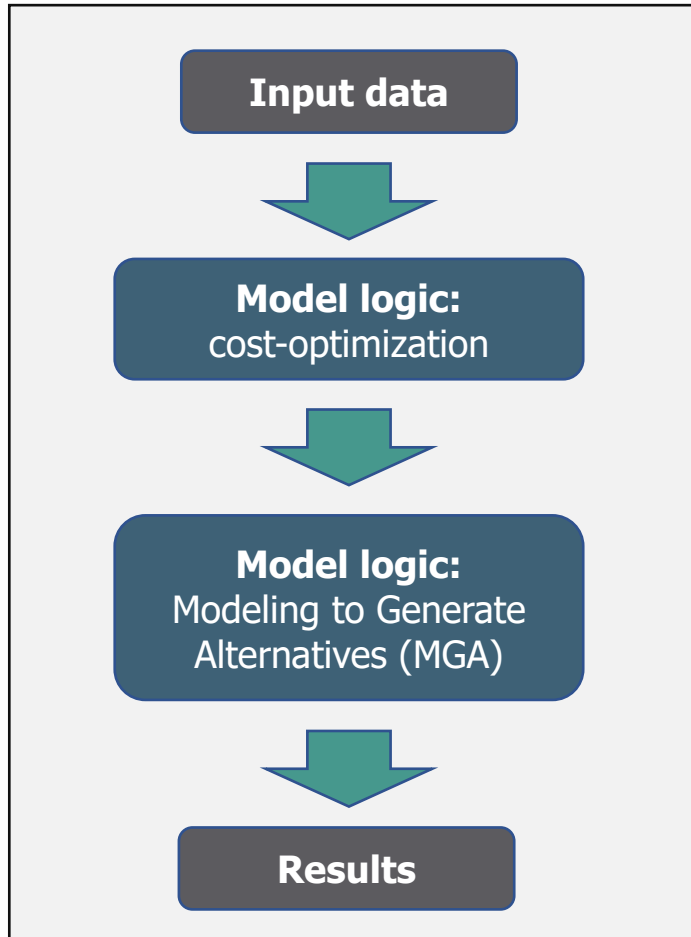 Input data
Model logic:
cost-optimization
Model logic:
Modeling to Generate
Alternatives (MGA)
Results